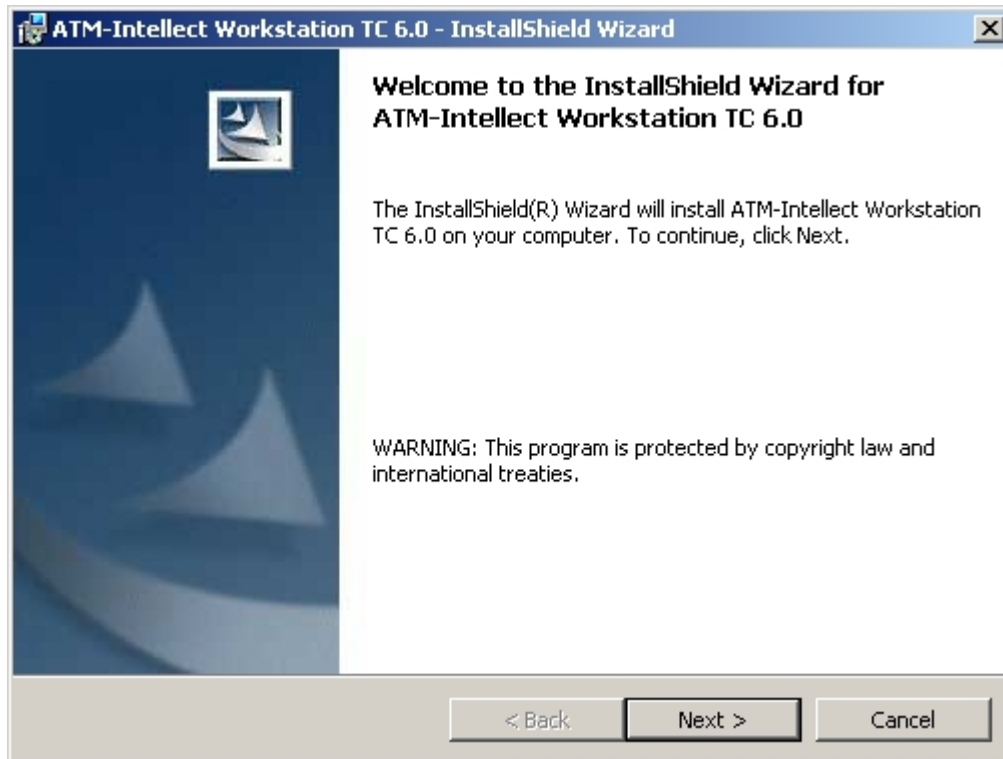 ATM-Intellect Workstation TC 6.0 - InstallShield Wizard
Welcome to the InstallShield Wizard for
ATM-Intellect Workstation TC 6.0
The InstallShield(R) Wizard will install ATM-Intellect Workstation
TC 6.0 on your computer. To continue, click Next.
WARNING: This program is protected by copyright law and
international treaties.
< Back
Next >
Cancel